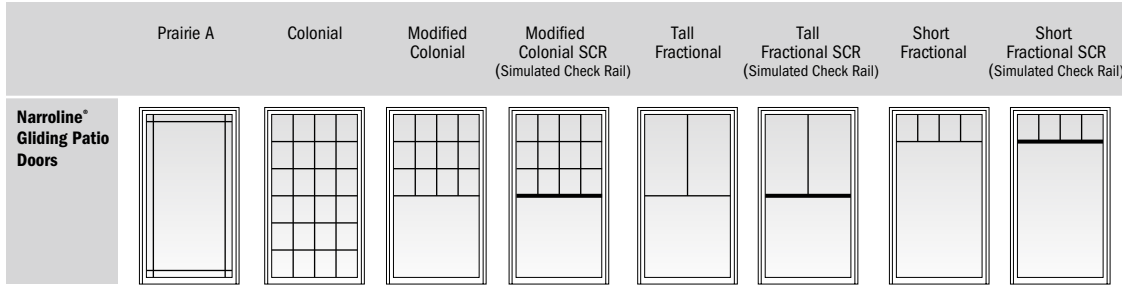 Prairie A
Colonial
Modified
Colonial
Modified
Colonial SCR
(Simulated Check Rail)
Tall
Fractional
Tall
Fractional SCR
(Simulated Check Rail)
Short
Fractional
Short
Fractional SCR
(Simulated Check Rail)
Narroline®
Gliding Patio
Doors